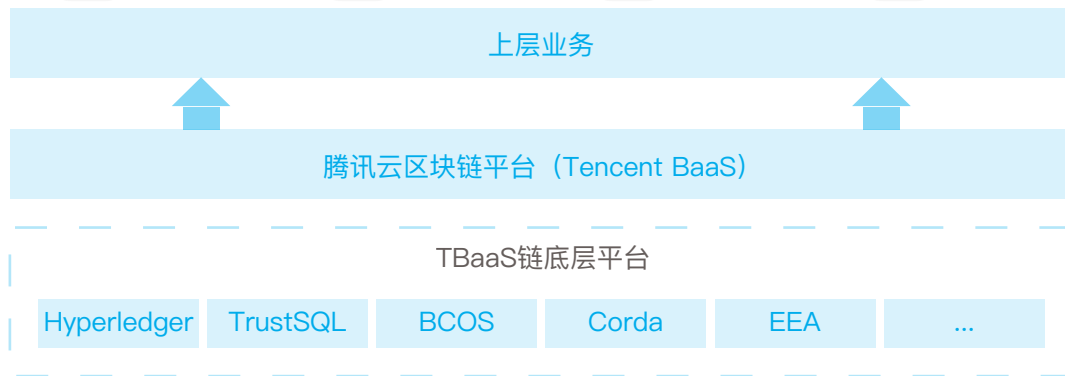 上层业务
腾讯云区块链平台（Tencent BaaS）
TBaaS链底层平台
Hyperledger TrustSQL BCOS Corda EEA ...